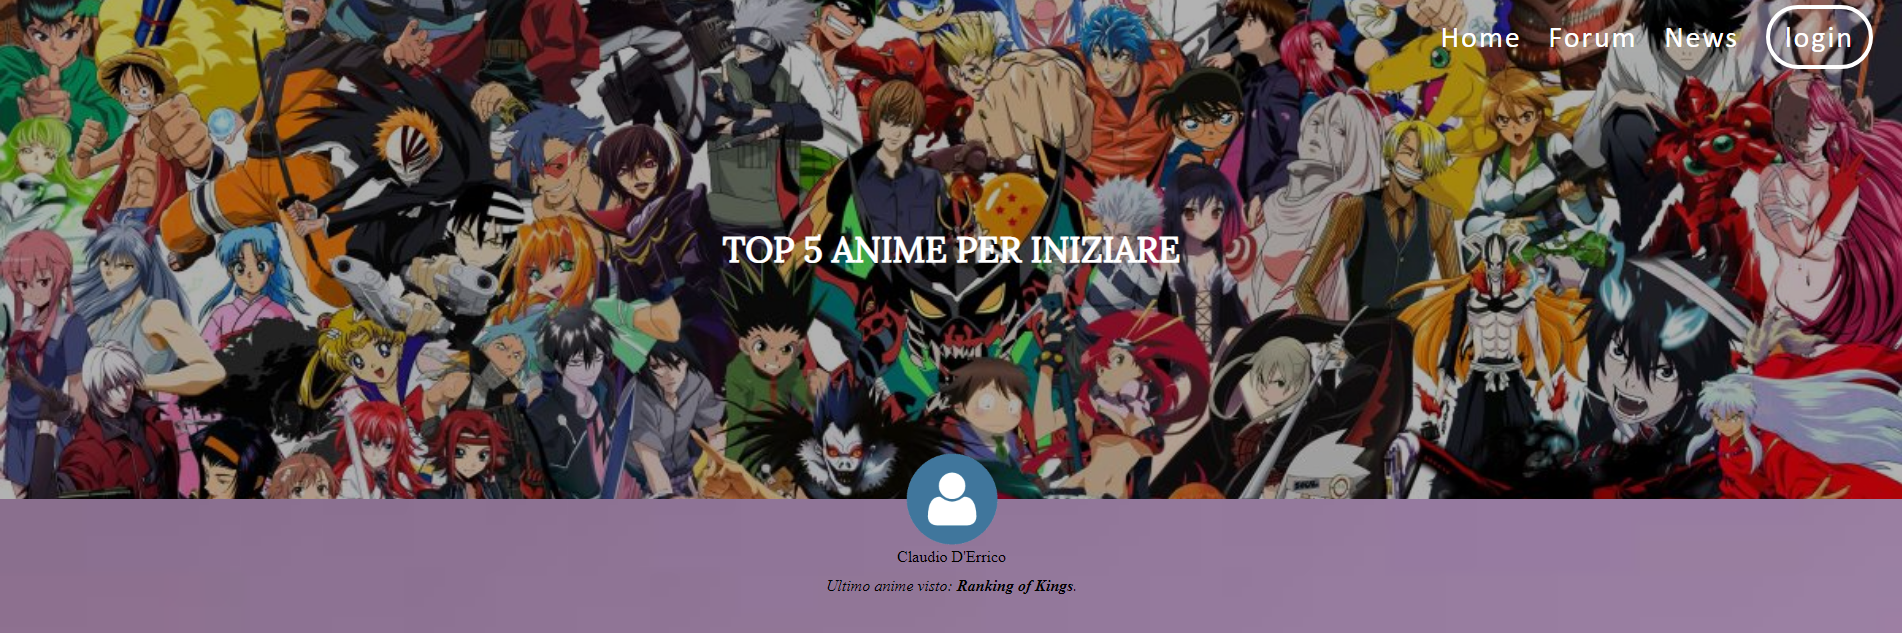 Home Forum News login
TOP 5 ANIME PER INIZIARE
Claudio D'Errico
Ultimo anime visto: Ranking of Kings.